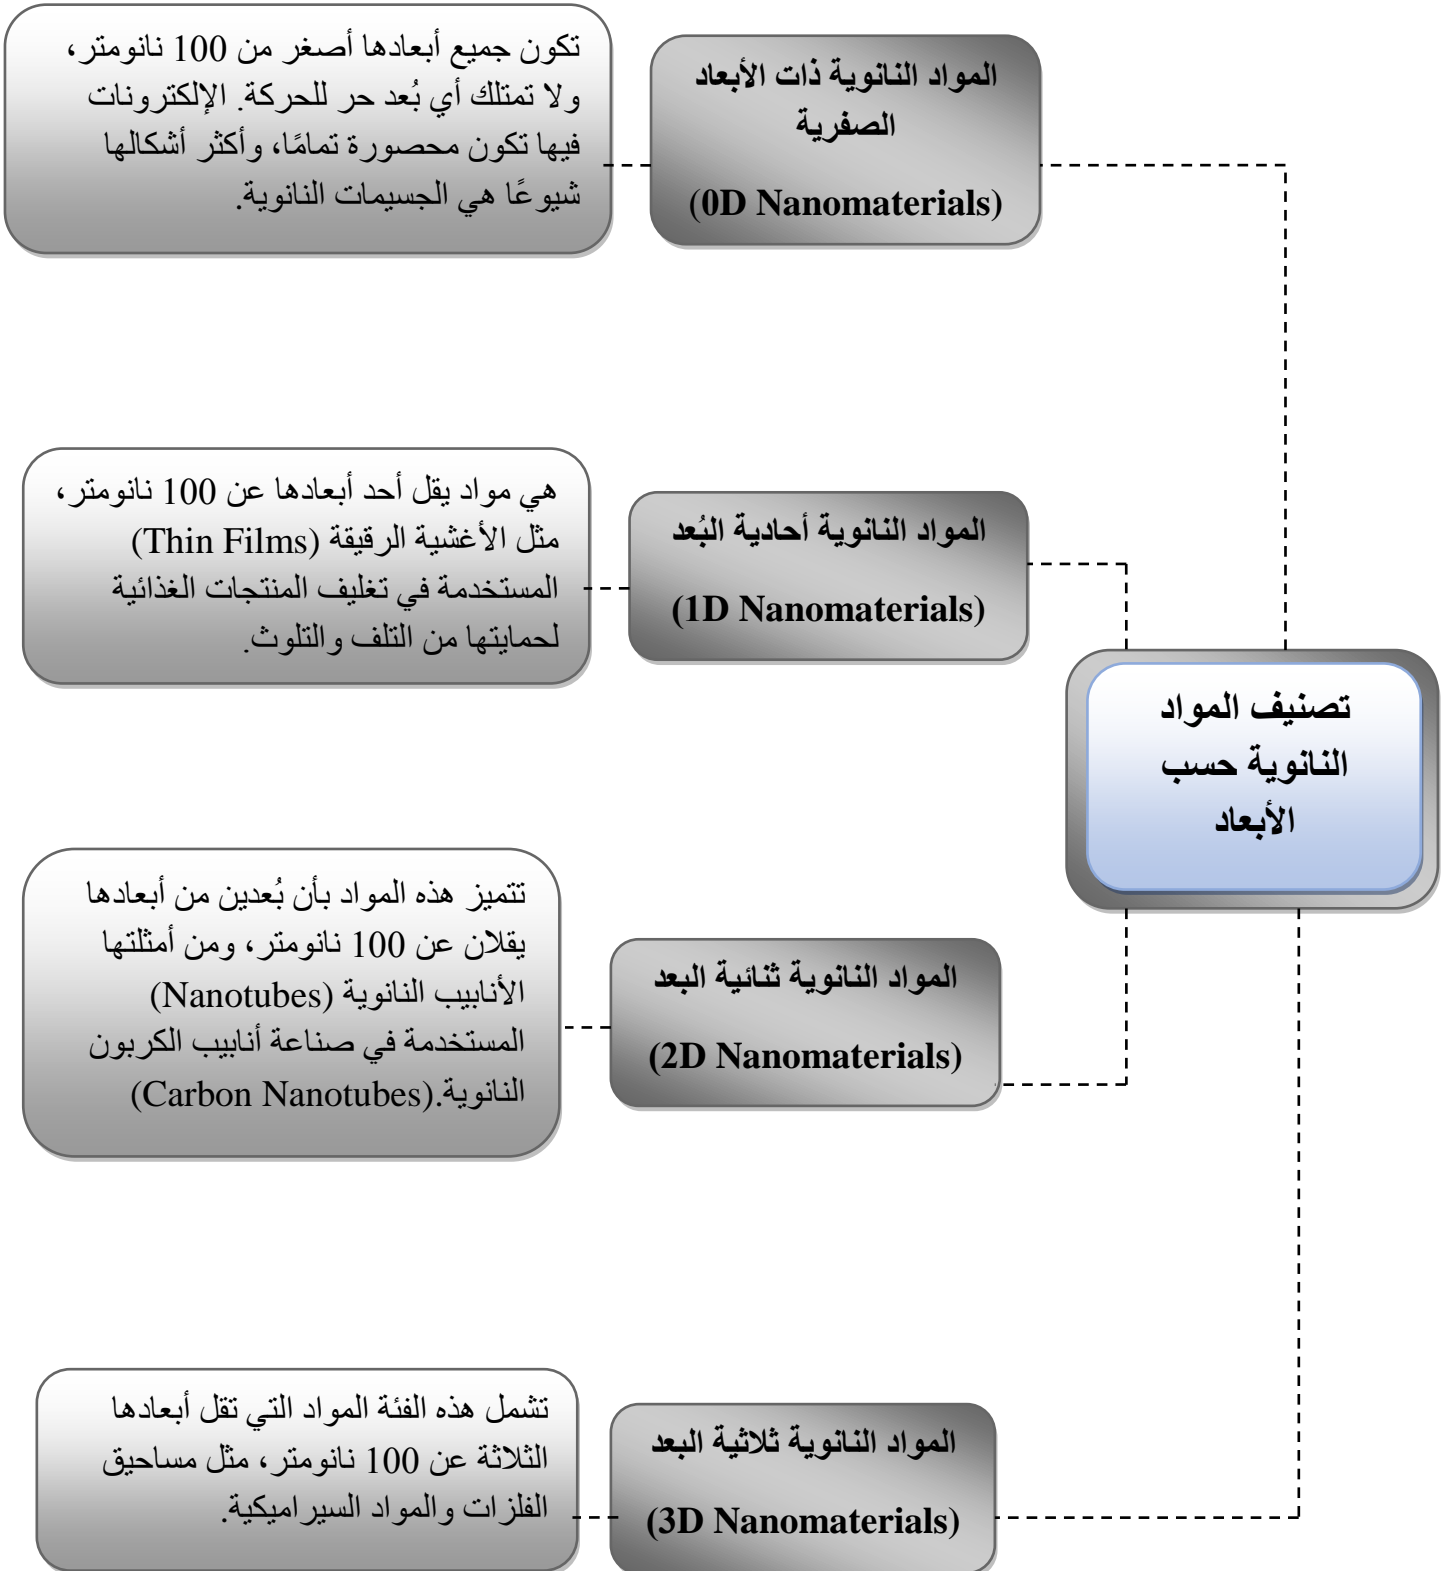 تصنيف المواد
النانوية حسب
الأبعاد
المواد النانوية ذات الأبعاد
الصفرية
(0D Nanomaterials)
تكون جميع أبعادها أصغر من 100 نانومتر،
ولا تمتلك أي بُعد حر للحركة. الإلكترونات
فيها تكون محصورة تمامًا، وأكثر أشكالها
شيوعًا هي الجسيمات النانوية.
المواد النانوية أحادية البُعد
(1D Nanomaterials)
هي مواد يقل أحد أبعادها عن 100 نانومتر،
مثل الأغشية الرقيقة (Thin Films)
المستخدمة في تغليف المنتجات الغذائية
لحمايتها من التلف والتلوث.
المواد النانوية ثنائية البعد
(2D Nanomaterials)
تتميز هذه المواد بأن بُعدين من أبعادها
يقلان عن 100 نانومتر، ومن أمثلتها
الأنابيب النانوية (Nanotubes)
المستخدمة في صناعة أنابيب الكربون
النانوية.(Carbon Nanotubes)
المواد النانوية ثلاثية البعد
(3D Nanomaterials)
تشمل هذه الفئة المواد التي تقل أبعادها
الثلاثة عن 100 نانومتر، مثل مساحيق
الفلزات والمواد السيراميكية.